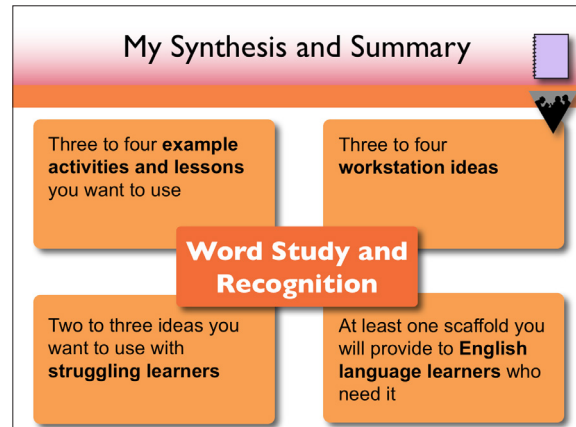 My Synthesis and Summary
Three to four example
activities and lessons
you want to use
Three to four
workstation ideas
Word Study and
Recognition
Two to three ideas you
want to use with
struggling learners
At least one scaffold you
will provide to English
language learners who
need it